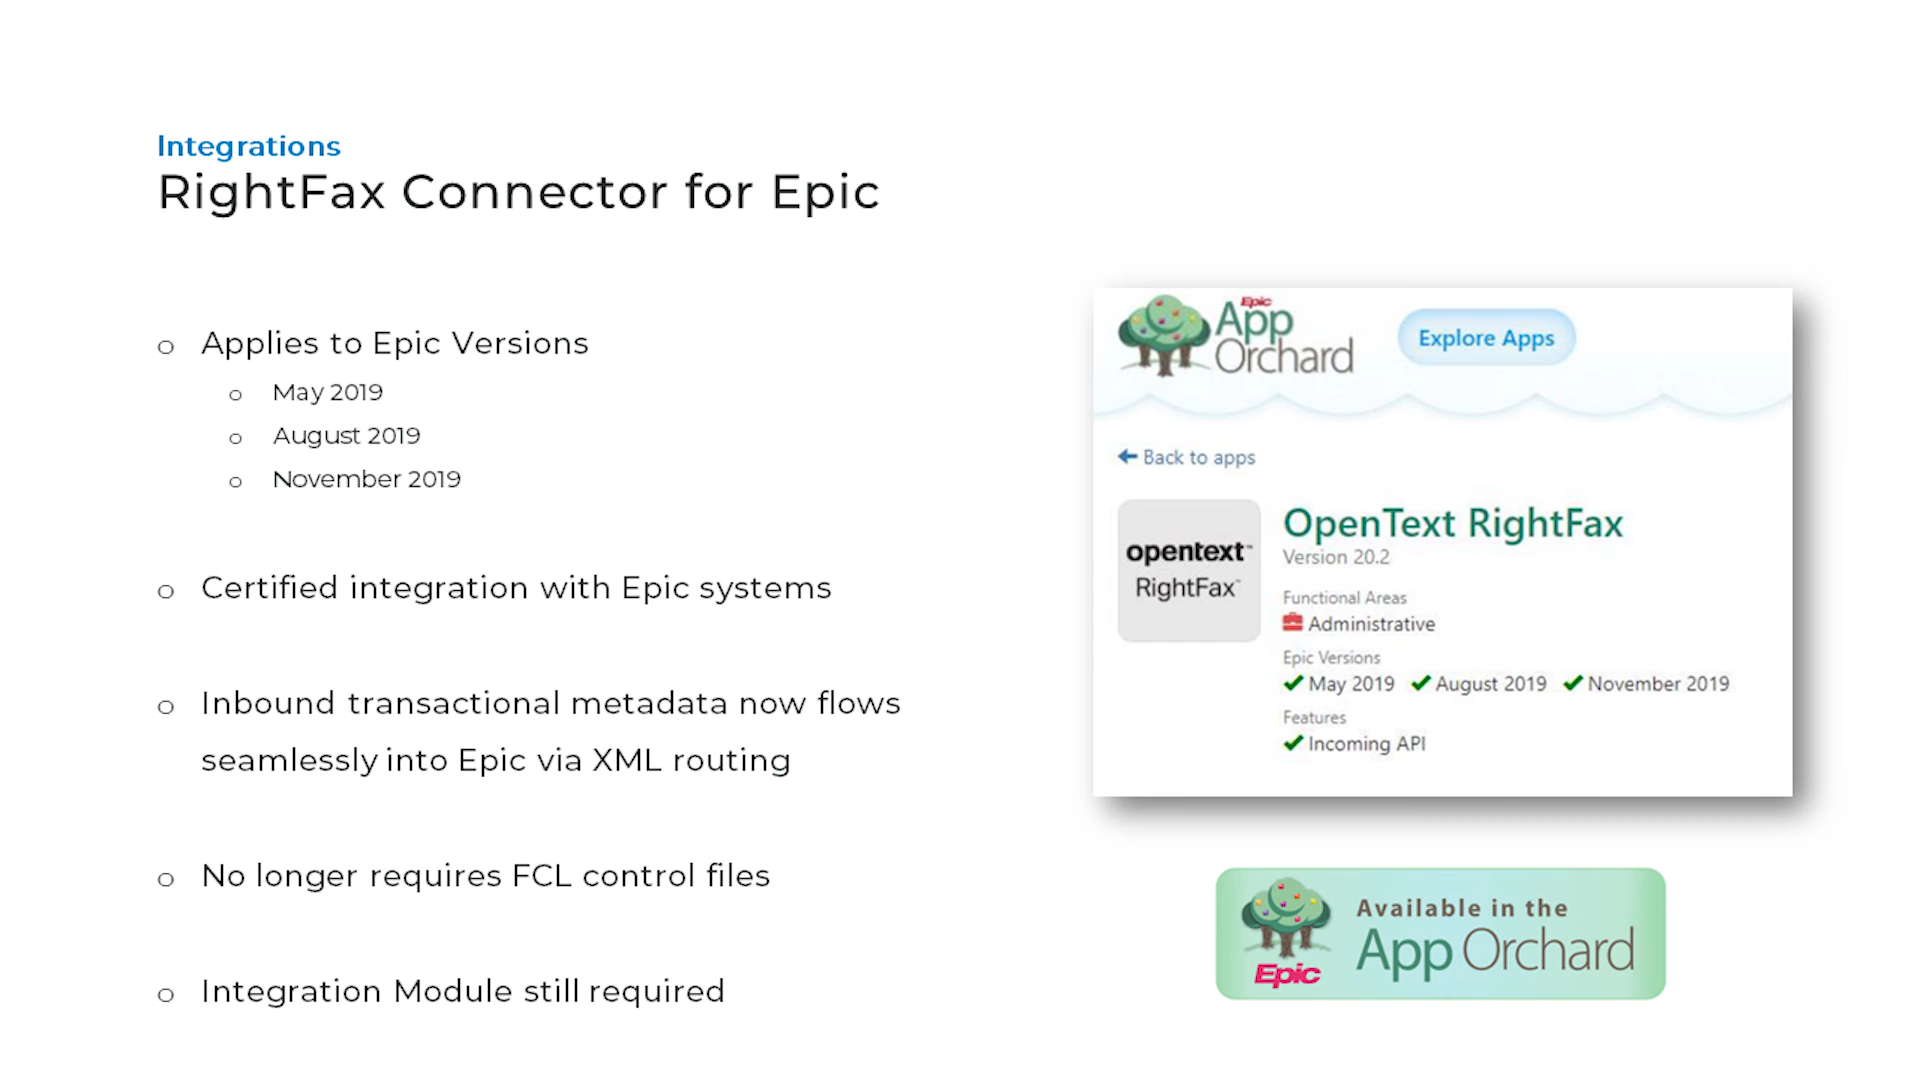 Integrations
RightFax Connector for Epic
o Applies to Epic Versions
o May 2019
o August 2019
o November 2019
o Certified integration with Epic systems
o Inbound transactional metadata now flows
seamlessly into Epic via XML routing
o No longer requires FCL control files
o Integration Module still required
Epic
App
Orchard
Explore Apps
Back to apps
opentext™
RightFax™
OpenText RightFax
Version 20.2
Functional Areas
Administrative
Epic Versions
May 2019 August 2019 November 2019
Features
Incoming API
Available in the
App Orchard
Epic